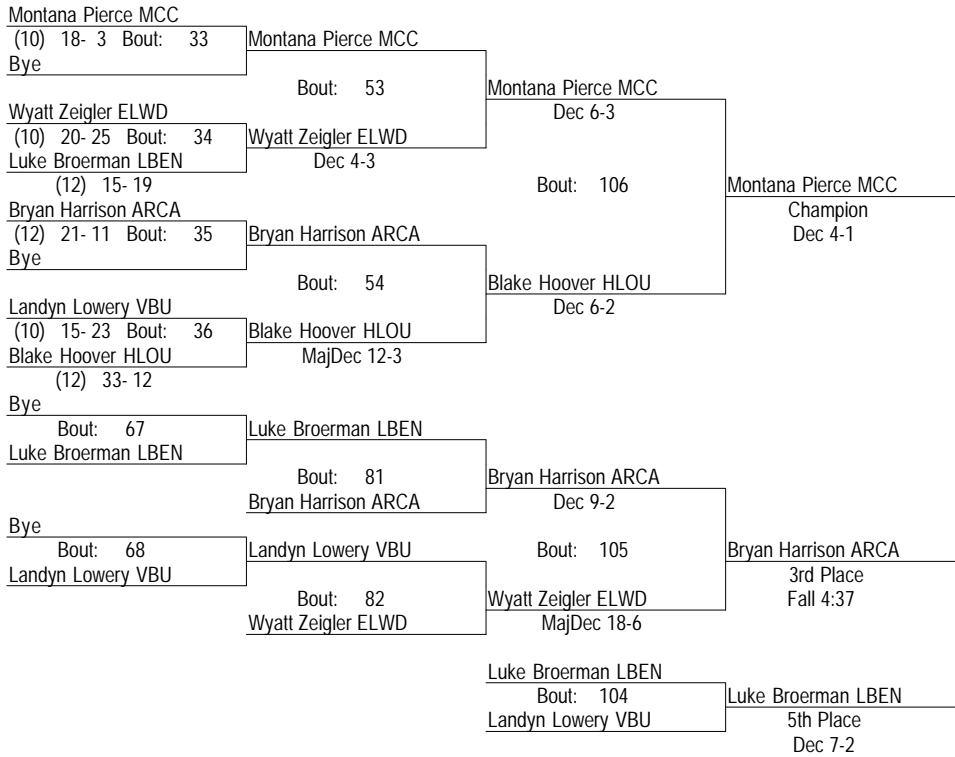 Montana Pierce MCC
(10) 18- 3 Bout: 33 Montana Pierce MCC
Bye
Bout: 53 Montana Pierce MCC
Wyatt Zeigler ELWD Dec 6-3
(10) 20- 25 Bout: 34 Wyatt Zeigler ELWD
Luke Broerman LBEN Dec 4-3
(12) 15- 19 Bout: 106 Montana Pierce MCC
Bryan Harrison ARCA Champion
(12) 21- 11 Bout: 35 Bryan Harrison ARCA Dec 4-1
Bye
Bout: 54 Blake Hoover HLOU
Landyn Lowery VBU Dec 6-2
(10) 15- 23 Bout: 36 Blake Hoover HLOU
Blake Hoover HLOU MajDec 12-3
(12) 33- 12
Bye
Bout: 67 Luke Broerman LBEN
Luke Broerman LBEN
Bout: 81 Bryan Harrison ARCA
Bryan Harrison ARCA Dec 9-2
Bye
Bout: 68 Landyn Lowery VBU Bout: 105 Bryan Harrison ARCA
Landyn Lowery VBU 3rd Place
Bout: 82 Wyatt Zeigler ELWD Fall 4:37
Wyatt Zeigler ELWD MajDec 18-6
Luke Broerman LBEN
Bout: 104 Luke Broerman LBEN
Landyn Lowery VBU 5th Place
Dec 7-2